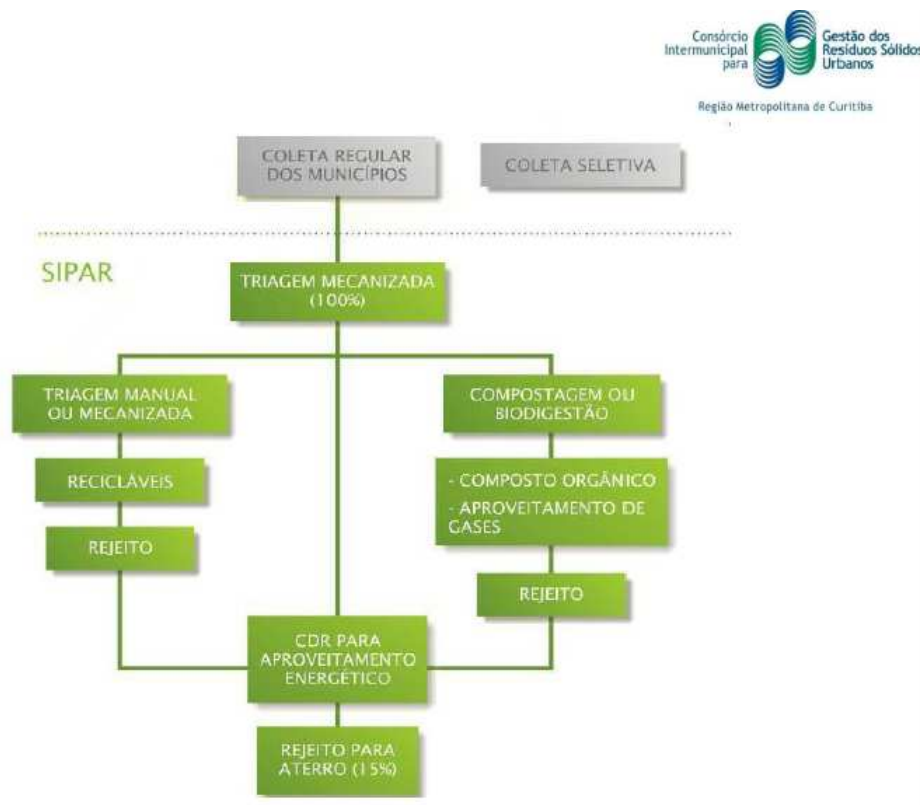 Consórcio
Intermunicipal
para
Gestão dos
Resíduos Sólidos
Urbanos
Região Metropolitana de Curitiba
COLETA REGULAR
DOS MUNICÍPIOS
COLETA SELETIVA
SIPAR
TRIAGEM MECANIZADA
(100%)
TRIAGEM MANUAL
OU MECANIZADA
COMPOSTAGEM OU
BIODIGESTÃO
RECICLÁVEIS
- COMPOSTO ORGÂNICO
- APROVEITAMENTO DE
GASES
REJEITO
REJEITO
CDR PARA
APROVEITAMENTO
ENERGÉTICO
REJEITO PARA
ATERRO (15%)